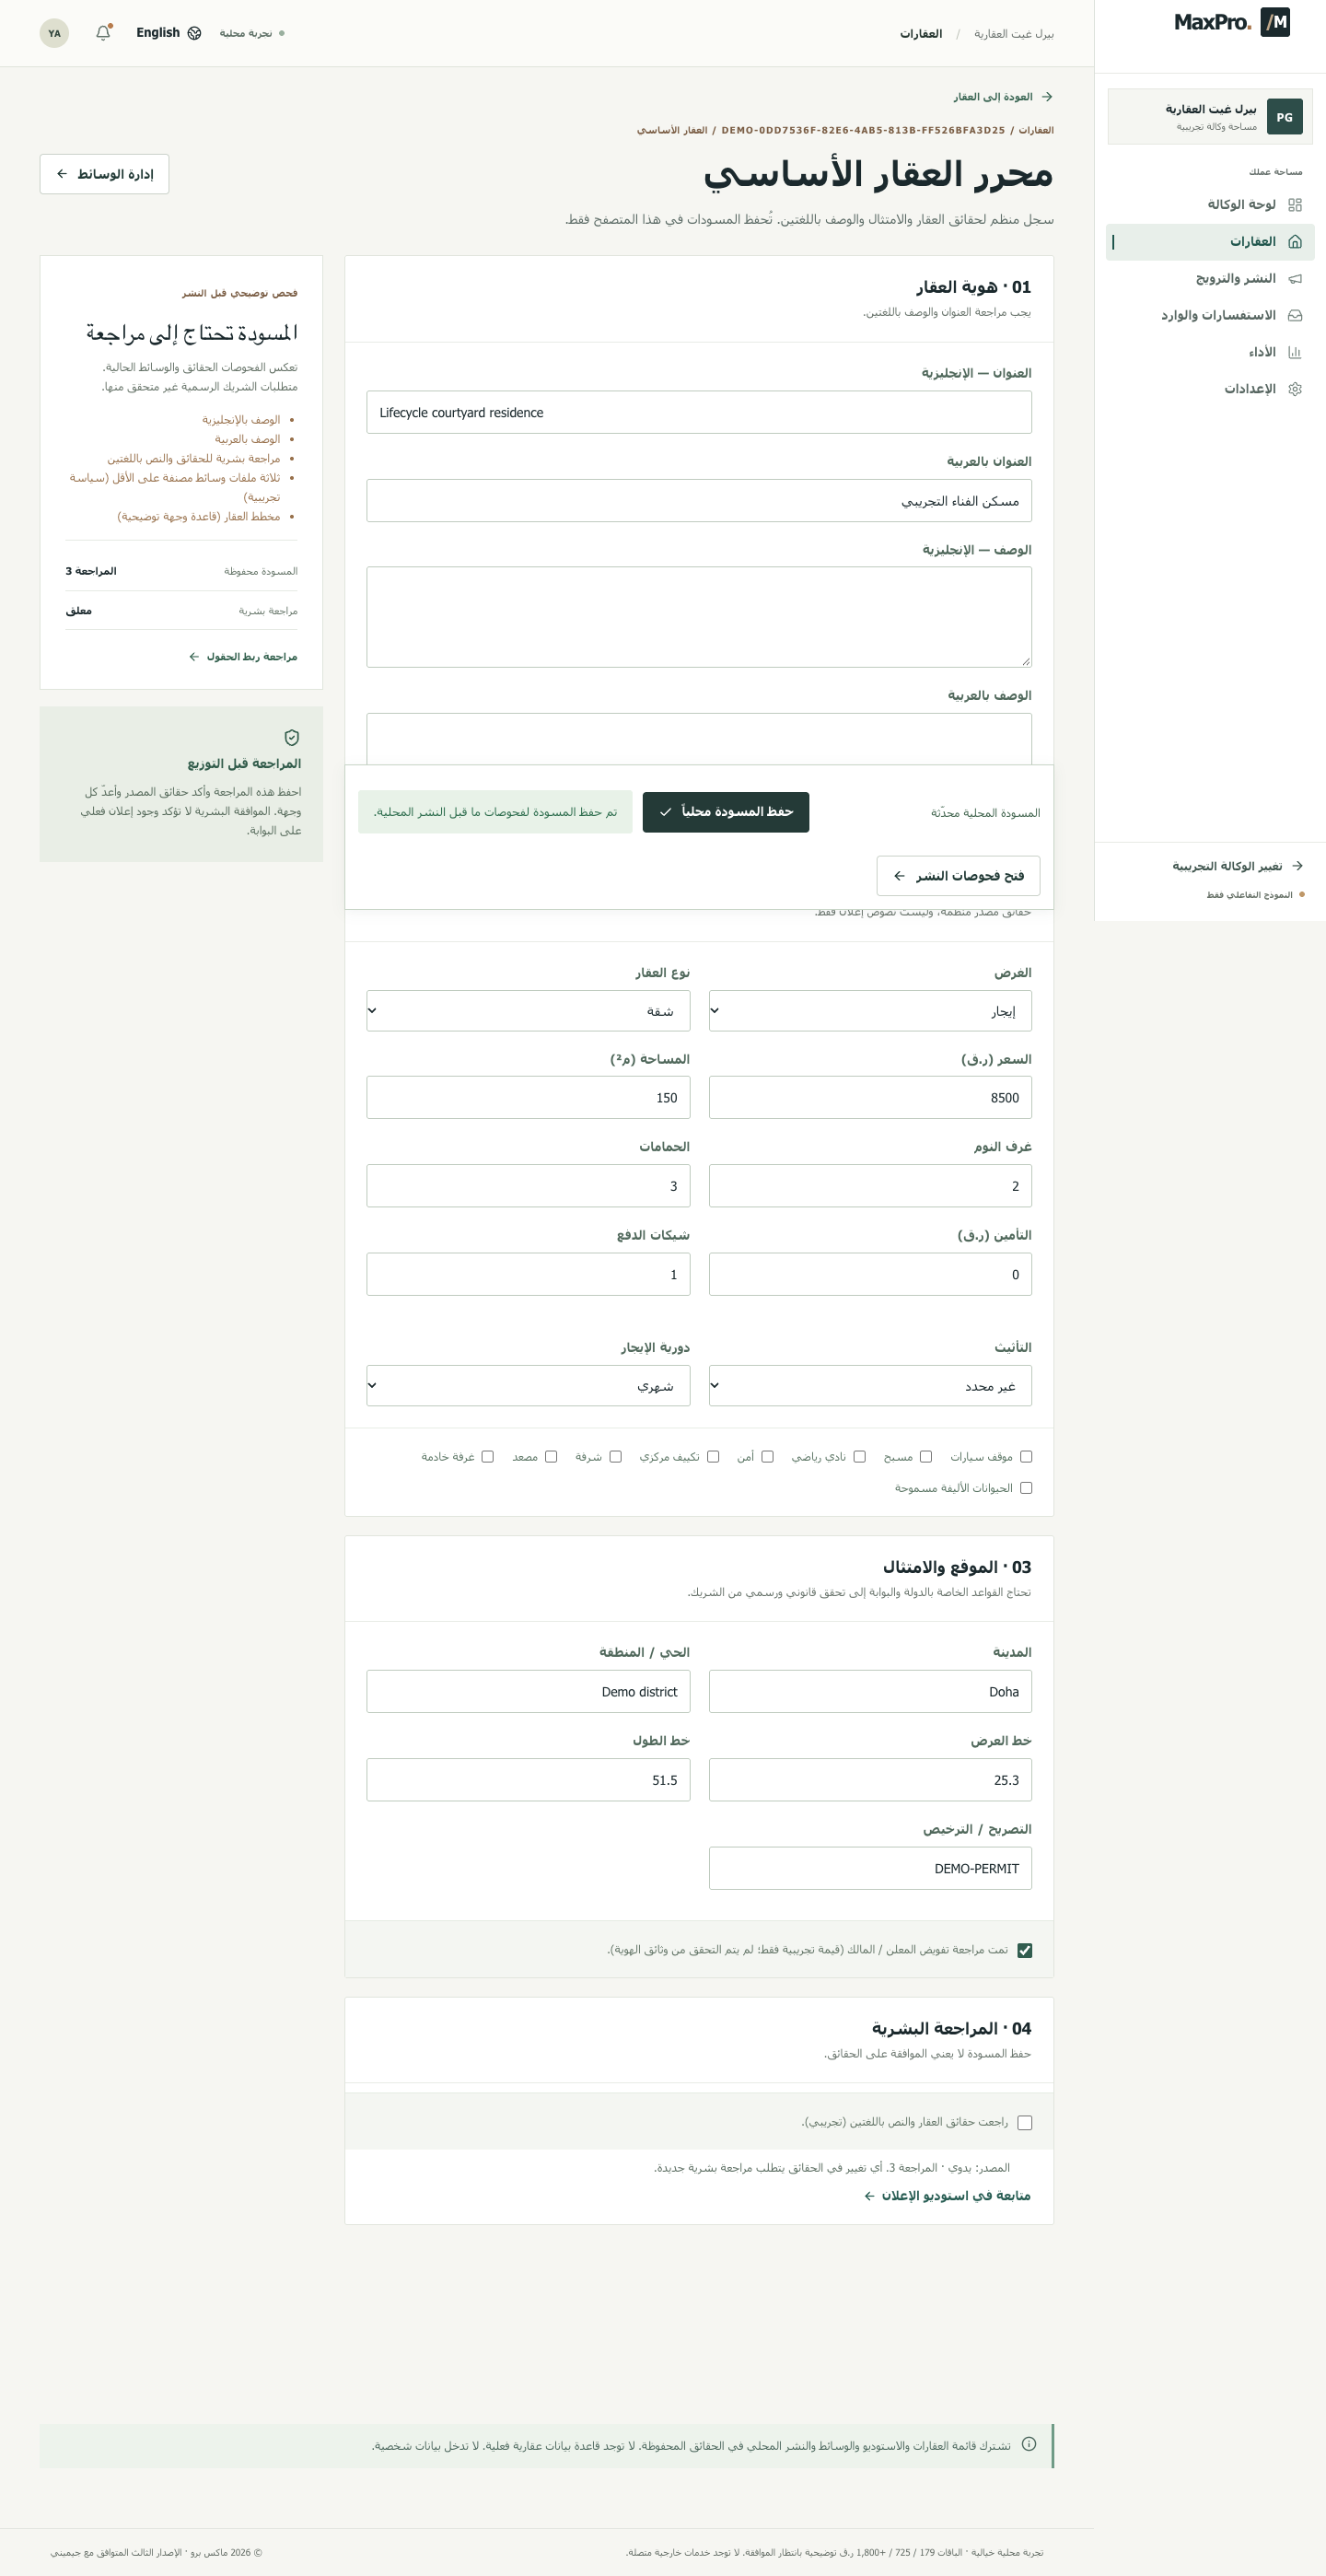 MaxPro. /M
PG
بيرل غيت العقارية
مساحة وكالة تجريبية
مساحة عملك
لوحة الوكالة
العقارات
النشر والترويج
الاستفسارات والوارد
الأداء
الإعدادات
تغيير الوكالة التجريبية
النموذج التفاعلي فقط
بيرل غيت العقارية / العقارات
تجربة محلية
English
YA
العودة إلى العقار
العقارات / DEMO-0DD7536F-82E6-4AB5-813B-FF526BFA3D25 / العقار الأساسي
محرر العقار الأساسي
سجل منظم لحقائق العقار والامتثال والوصف باللغتين. تُحفظ المسودات في هذا المتصفح فقط.
إدارة الوسائط
01 · هوية العقار
يجب مراجعة العنوان والوصف باللغتين.
العنوان — الإنجليزية
Lifecycle courtyard residence
العنوان بالعربية
مسكن الفناء التجريبي
الوصف — الإنجليزية
الوصف بالعربية
المسودة المحلية محدّثة
حفظ المسودة محلياً
تم حفظ المسودة لفحوصات ما قبل النشر المحلية.
فتح فحوصات النشر
حقائق مصدر منظمة، وليست نصوص إعلان فقط.
الغرض
إيجار
نوع العقار
شقة
السعر (ر.ق)
8500
المساحة (م²)
150
غرف النوم
2
الحمامات
3
التأمين (ر.ق)
0
شيكات الدفع
1
التأثيث
غير محدد
دورية الإيجار
شهري
موقف سيارات
مسبح
نادي رياضي
أمن
تكييف مركزي
شرفة
مصعد
غرفة خادمة
الحيوانات الأليفة مسموحة
03 · الموقع والامتثال
تحتاج القواعد الخاصة بالدولة والبوابة إلى تحقق قانوني ورسمي من الشريك.
المدينة
Doha
الحي / المنطقة
Demo district
خط العرض
25.3
خط الطول
51.5
التصريح / الترخيص
DEMO-PERMIT
تمت مراجعة تفويض المعلن / المالك (قيمة تجريبية فقط؛ لم يتم التحقق من وثائق الهوية).
04 · المراجعة البشرية
حفظ المسودة لا يعني الموافقة على الحقائق.
راجعت حقائق العقار والنص باللغتين (تجريبي).
المصدر: يدوي · المراجعة 3. أي تغيير في الحقائق يتطلب مراجعة بشرية جديدة.
متابعة في استوديو الإعلان
فحص توضيحي قبل النشر
المسودة تحتاج إلى مراجعة
تعكس الفحوصات الحقائق والوسائط الحالية.
متطلبات الشريك الرسمية غير متحقق منها.
الوصف بالإنجليزية
الوصف بالعربية
مراجعة بشرية للحقائق والنص باللغتين
ثلاثة ملفات وسائط مصنفة على الأقل (سياسة
تجريبية)
مخطط العقار (قاعدة وجهة توضيحية)
المسودة محفوظة
المراجعة 3
مراجعة بشرية
معلق
مراجعة ربط الحقول
المراجعة قبل التوزيع
احفظ هذه المراجعة وأكد حقائق المصدر وأعدّ كل
وجهة. الموافقة البشرية لا تؤكد وجود إعلان فعلي
على البوابة.
تشترك قائمة العقارات والاستوديو والوسائط والنشر المحلي في الحقائق المحفوظة. لا توجد قاعدة بيانات عقارية فعلية. لا تدخل بيانات شخصية.
تجربة محلية خيالية · الباقات 179 / 725 / +1,800 ر.ق توضيحية بانتظار الموافقة. لا توجد خدمات خارجية متصلة.
© 2026 ماكس برو · الإصدار الثالث المتوافق مع جيميني